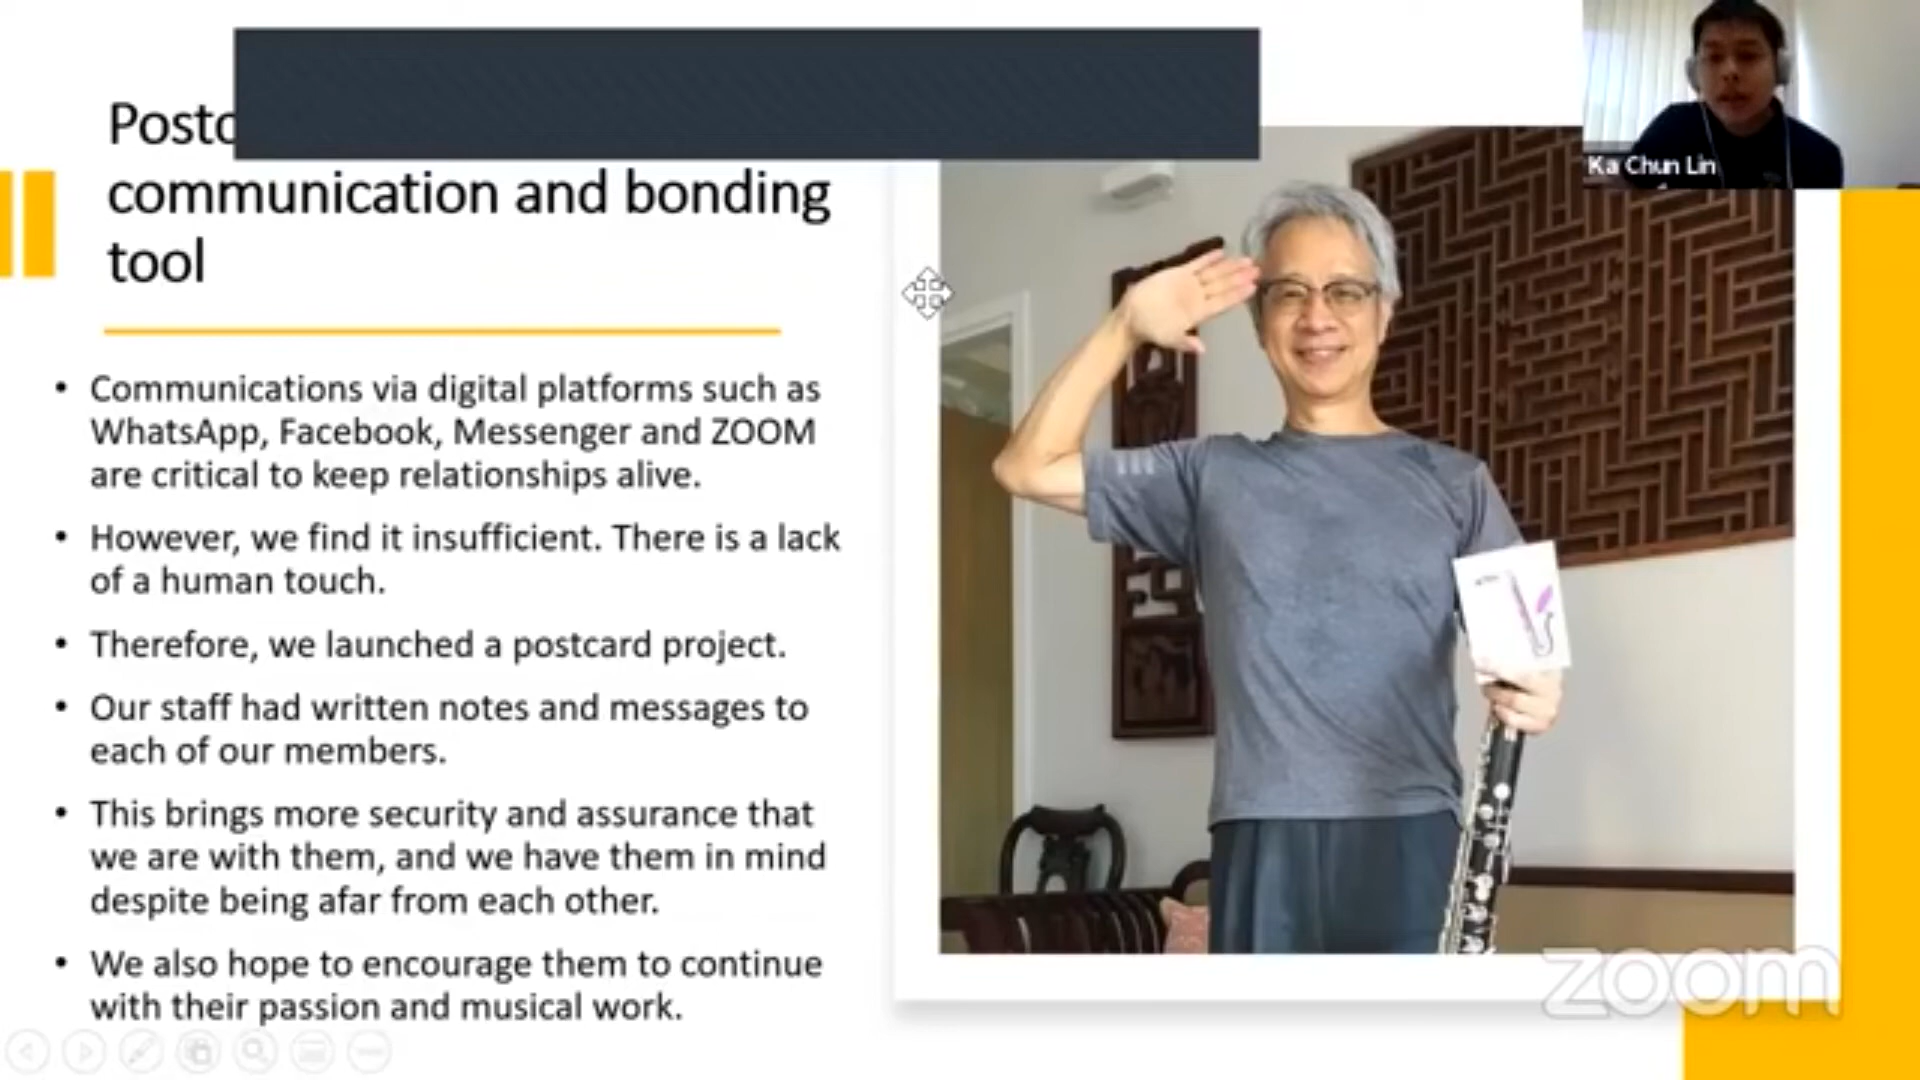 Postc
communication and bonding
tool
Ka Chun Lin
• Communications via digital platforms such as
WhatsApp, Facebook, Messenger and ZOOM
are critical to keep relationships alive.
• However, we find it insufficient. There is a lack
of a human touch.
• Therefore, we launched a postcard project.
• Our staff had written notes and messages to
each of our members.
• This brings more security and assurance that
we are with them, and we have them in mind
despite being afar from each other.
• We also hope to encourage them to continue
with their passion and musical work.
zoom